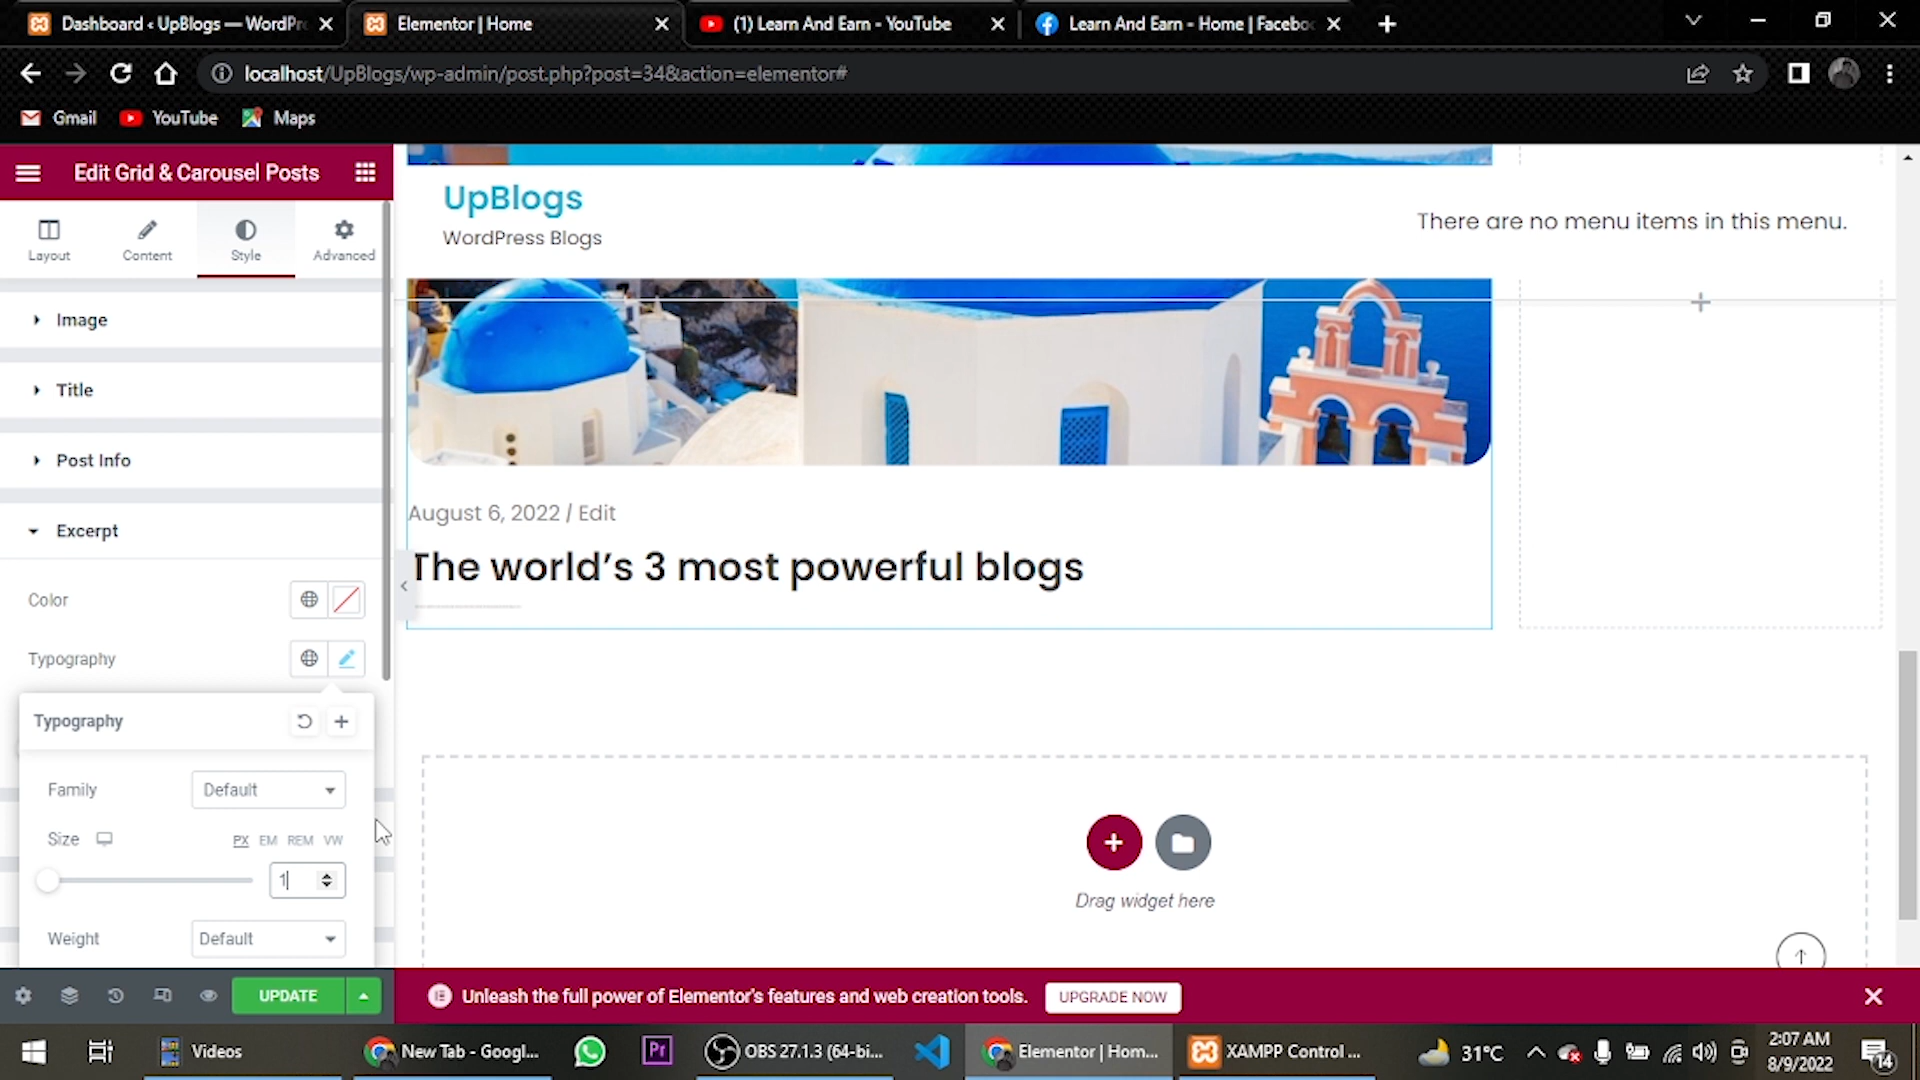 Dashboard ‹ UpBlogs — WordPr
Elementor | Home
(1) Learn And Earn - YouTube
Learn And Earn - Home | Facebo
localhost/UpBlogs/wp-admin/post.php?post=34&action=elementor#
Gmail
YouTube
Maps
Edit Grid & Carousel Posts
Layout
Content
Style
Advanced
Image
Title
Post Info
Excerpt
Color
Typography
Typography
Family
Default
Size
PX
EM
REM
VW
1
Weight
Default
UPDATE
UpBlogs
WordPress Blogs
There are no menu items in this menu.
August 6, 2022 / Edit
The world’s 3 most powerful blogs
Drag widget here
Unleash the full power of Elementor's features and web creation tools.
UPGRADE NOW
Videos
New Tab - Googl...
Pr
OBS 27.1.3 (64-bi...
Elementor | Hom...
XAMPP Control ...
31°C
2:07 AM
8/9/2022
14